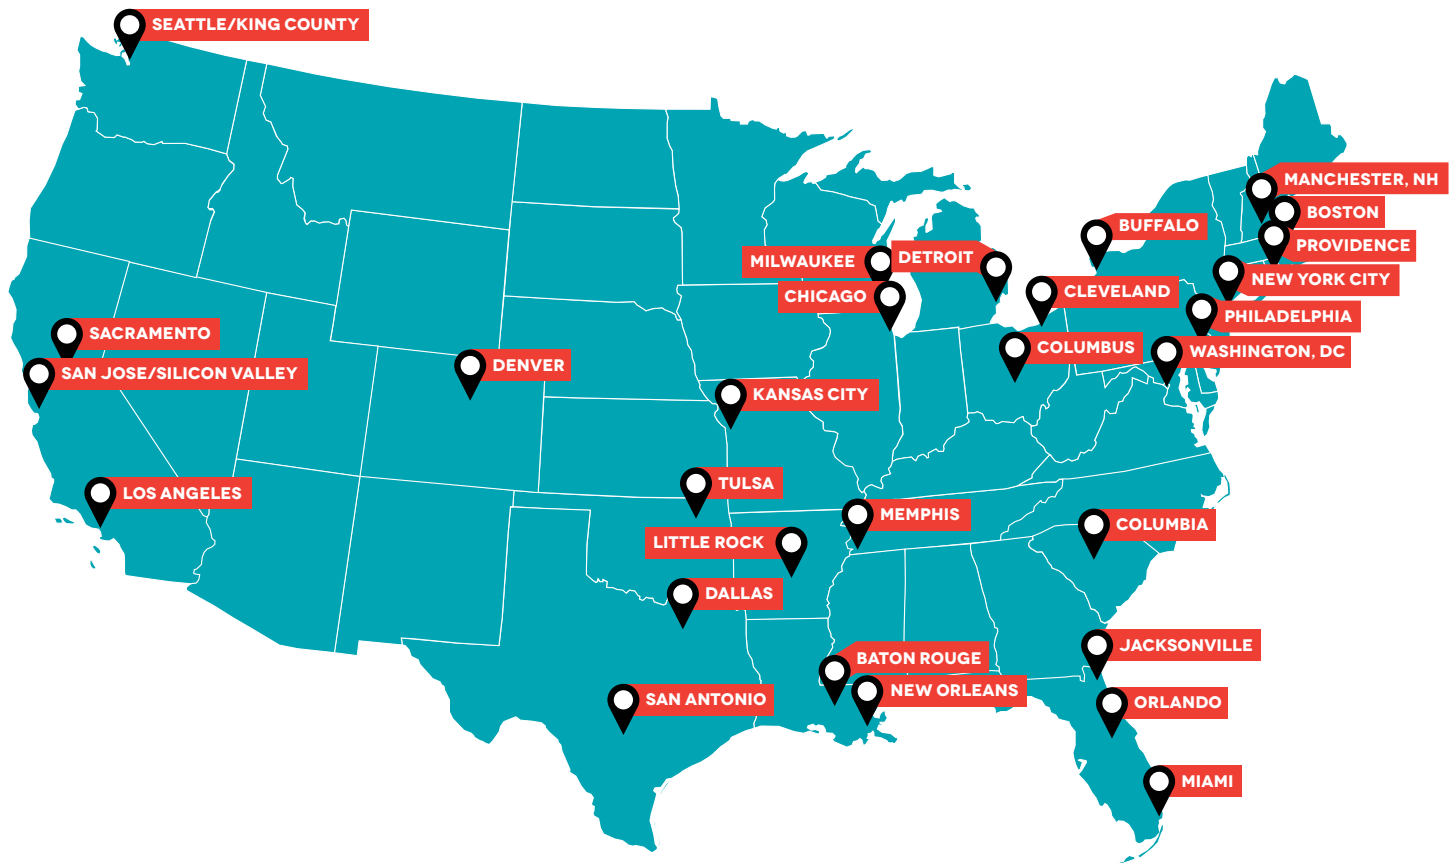 SEATTLE/KING COUNTY
MANCHESTER, NH
BOSTON
BUFFALO
PROVIDENCE
MILWAUKEE
DETROIT
NEW YORK CITY
CHICAGO
CLEVELAND
PHILADELPHIA
SACRAMENTO
COLUMBUS
WASHINGTON, DC
SAN JOSE/SILICON VALLEY
DENVER
KANSAS CITY
TULSA
LOS ANGELES
MEMPHIS
COLUMBIA
LITTLE ROCK
DALLAS
JACKSONVILLE
BATON ROUGE
NEW ORLEANS
SAN ANTONIO
ORLANDO
MIAMI